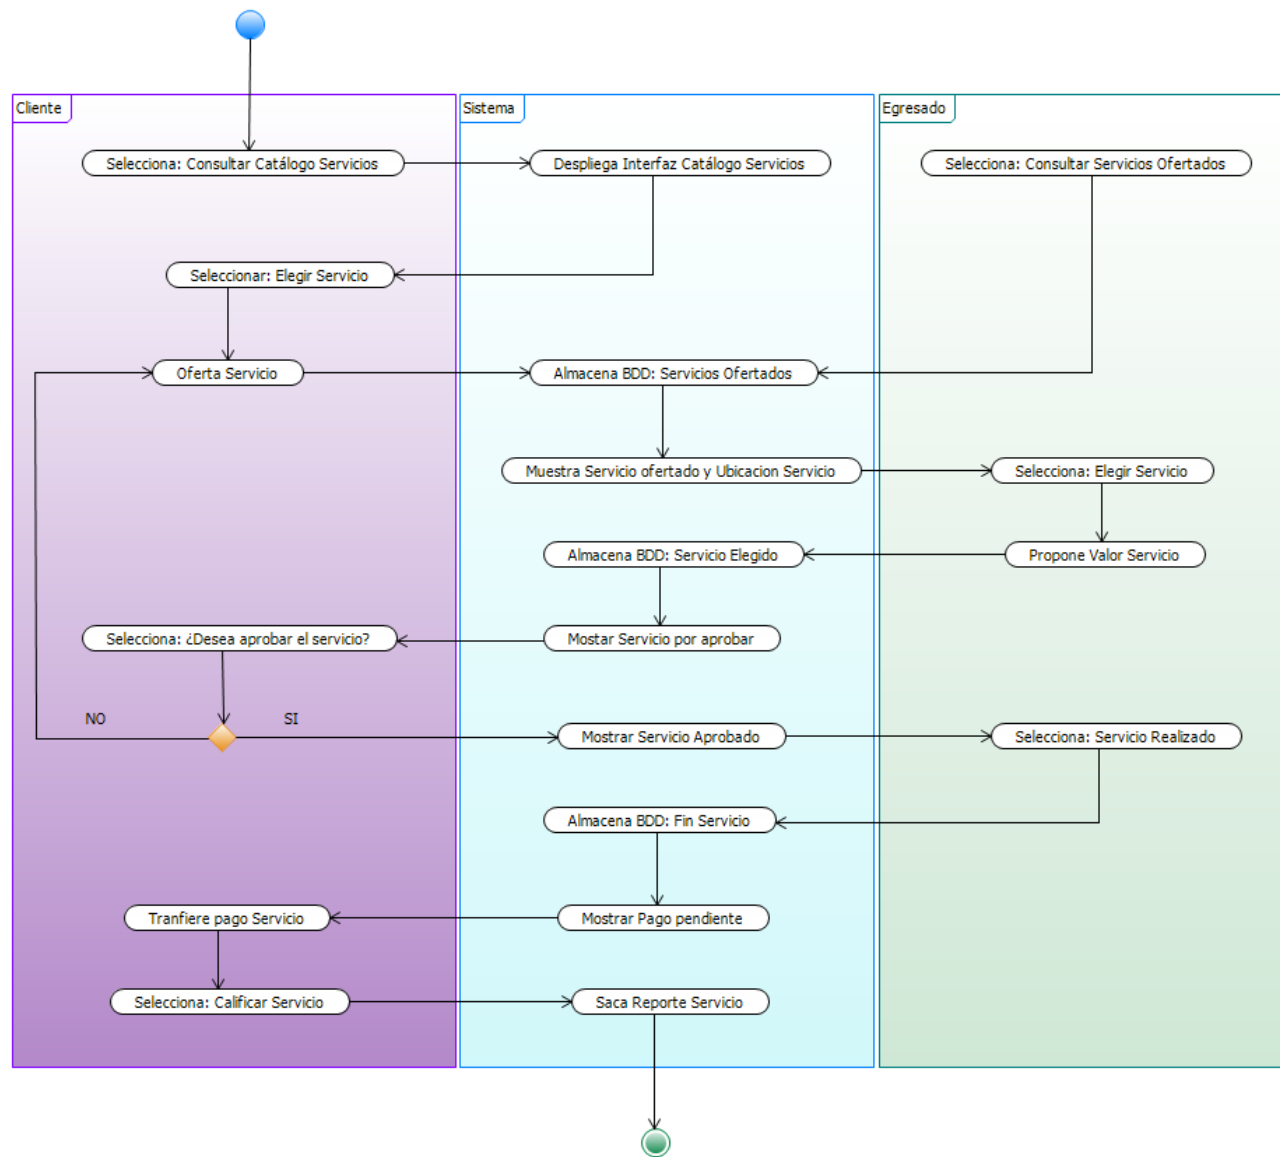 Cliente
Sistema
Egresado
Selecciona: Consultar Catálogo Servicios
Despliega Interfaz Catálogo Servicios
Selecciona: Consultar Servicios Ofertados
Seleccionar: Elegir Servicio
Oferta Servicio
Almacena BDD: Servicios Ofertados
Muestra Servicio ofertado y Ubicacion Servicio
Selecciona: Elegir Servicio
Almacena BDD: Servicio Elegido
Propone Valor Servicio
Selecciona: ¿Desea aprobar el servicio?
Mostar Servicio por aprobar
NO
SI
Mostrar Servicio Aprobado
Selecciona: Servicio Realizado
Almacena BDD: Fin Servicio
Tranfiere pago Servicio
Mostrar Pago pendiente
Selecciona: Calificar Servicio
Saca Reporte Servicio